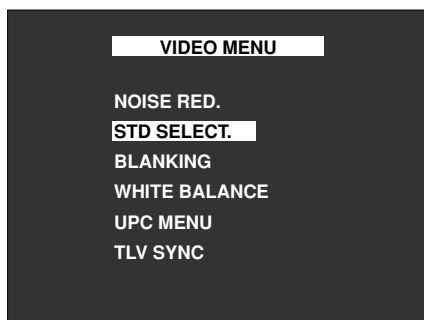 VIDEO MENU
NOISE RED.
STD SELECT.
BLANKING
WHITE BALANCE
UPC MENU
TLV SYNC